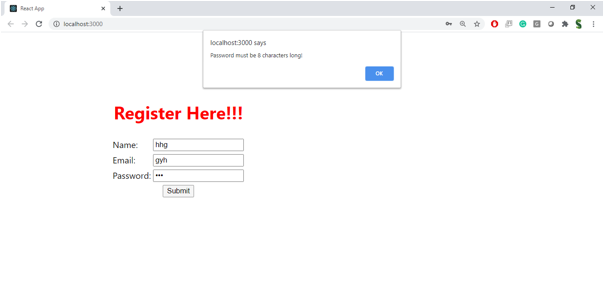 React App
localhost:3000
localhost:3000 says
Password must be 8 characters long!
OK
Register Here!!!
Name: hhg
Email: gyh
Password: •••
Submit